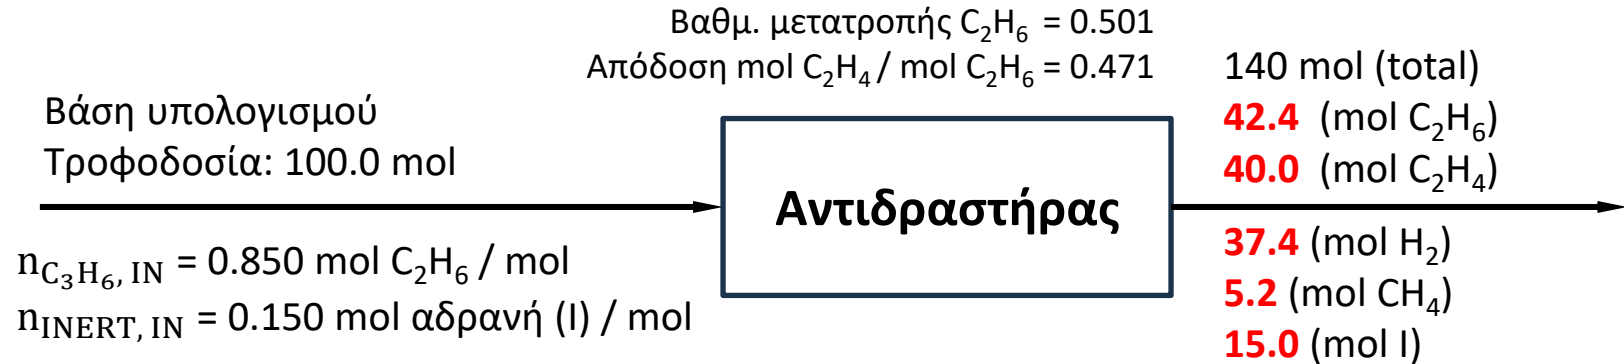 Βαθμ. μετατροπής C₂H₆ = 0.501
Απόδοση mol C₂H₄ / mol C₂H₆ = 0.471
Βάση υπολογισμού
Τροφοδοσία: 100.0 mol
n_C₃H₆, IN = 0.850 mol C₂H₆ / mol
n_INERT, IN = 0.150 mol αδρανή (I) / mol
Αντιδραστήρας
140 mol (total)
42.4 (mol C₂H₆)
40.0 (mol C₂H₄)
37.4 (mol H₂)
5.2 (mol CH₄)
15.0 (mol I)